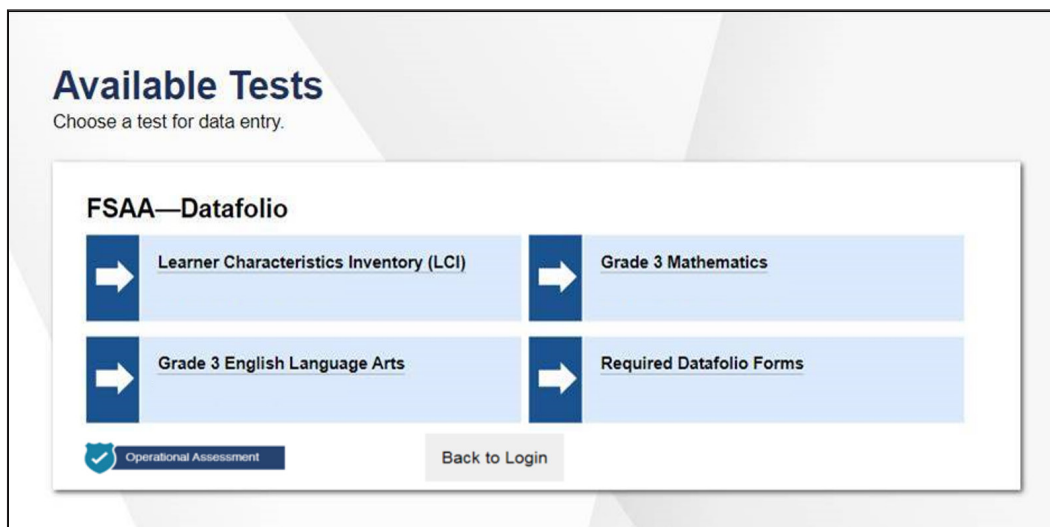 Available Tests
Choose a test for data entry.
FSAA—Datafolio
Learner Characteristics Inventory (LCI)
Grade 3 Mathematics
Grade 3 English Language Arts
Required Datafolio Forms
Operational Assessment
Back to Login